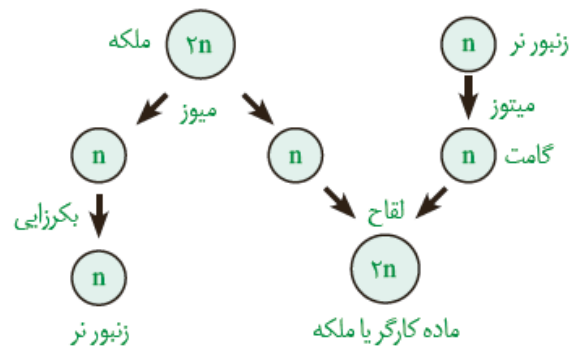 ملکه
۲n
n
زنبور نر
میوز
میتوز
n
n
n
گامت
بکرزایی
لقاح
n
۲n
زنبور نر
ماده کارگر یا ملکه